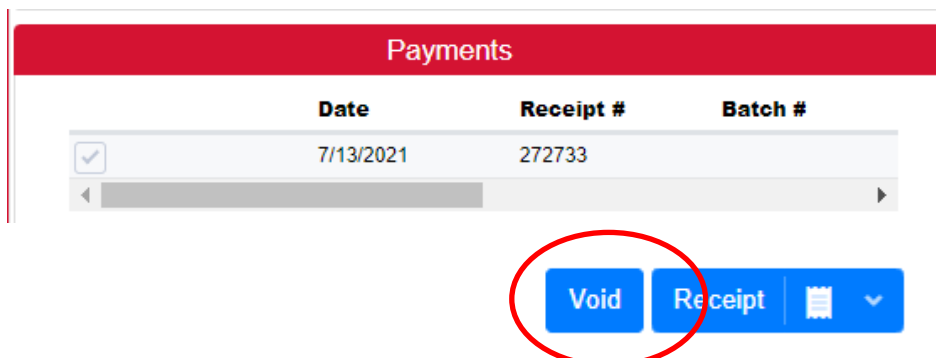 Payments
Date Receipt # Batch #
7/13/2021 272733
Void Receipt